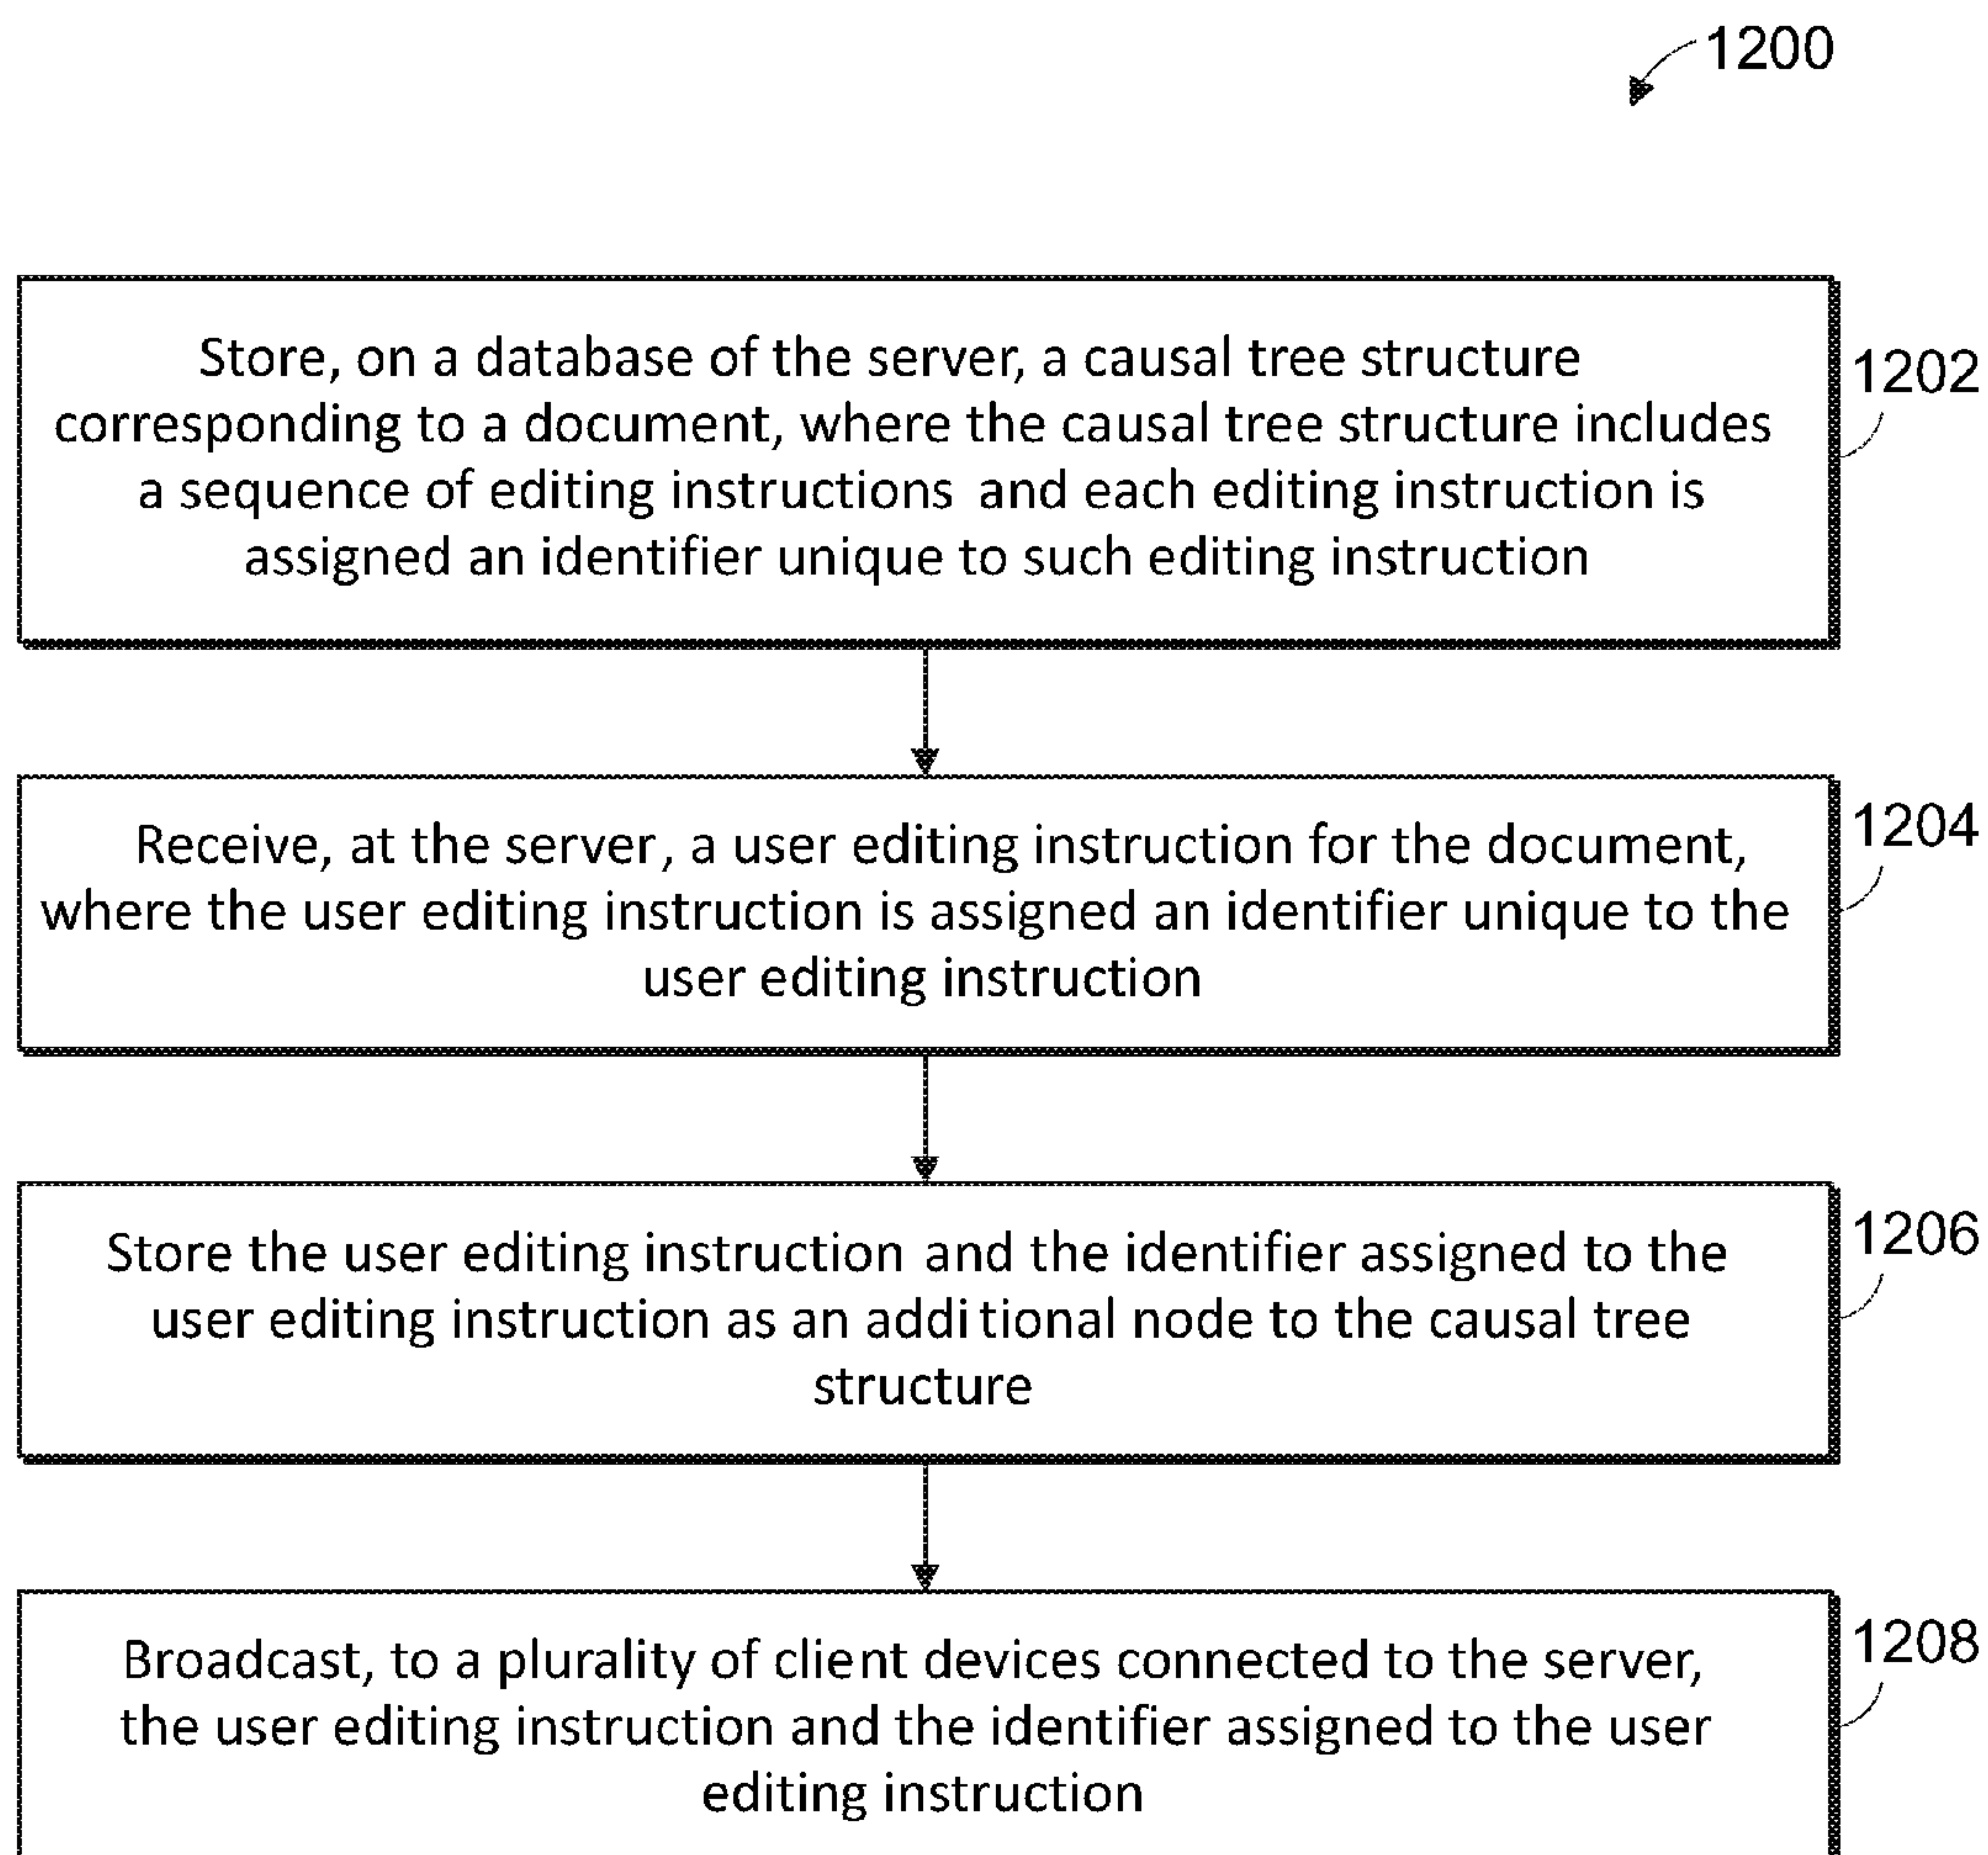 1200
Store, on a database of the server, a causal tree structure
corresponding to a document, where the causal tree structure includes
a sequence of editing instructions and each editing instruction is
assigned an identifier unique to such editing instruction
1202
Receive, at the server, a user editing instruction for the document,
where the user editing instruction is assigned an identifier unique to the
user editing instruction
1204
Store the user editing instruction and the identifier assigned to the
user editing instruction as an additional node to the causal tree
structure
1206
Broadcast, to a plurality of client devices connected to the server,
the user editing instruction and the identifier assigned to the user
editing instruction
1208